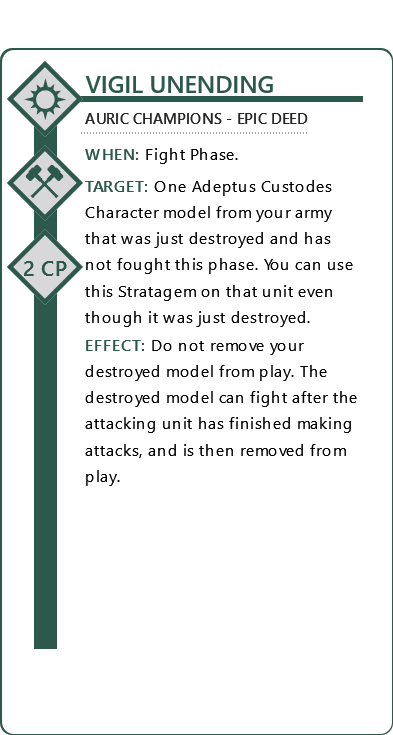 VIGIL UNENDING
AURIC CHAMPIONS - EPIC DEED
WHEN: Fight Phase.
TARGET: One Adeptus Custodes
Character model from your army
that was just destroyed and has
2 CP
not fought this phase. You can use
this Stratagem on that unit even
though it was just destroyed.
EFFECT: Do not remove your
destroyed model from play. The
destroyed model can fight after the
attacking unit has finished making
attacks, and is then removed from
play.